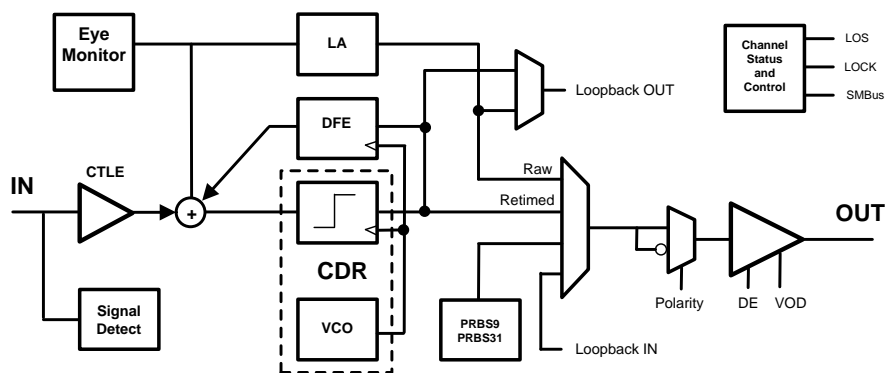 Eye
Monitor
LA
Channel
Status
and
Control
LOS
LOCK
SMBus
Loopback OUT
DFE
CTLE
IN
+
Raw
Retimed
CDR
OUT
Signal
Detect
VCO
PRBS9
PRBS31
Polarity
DE
VOD
Loopback IN